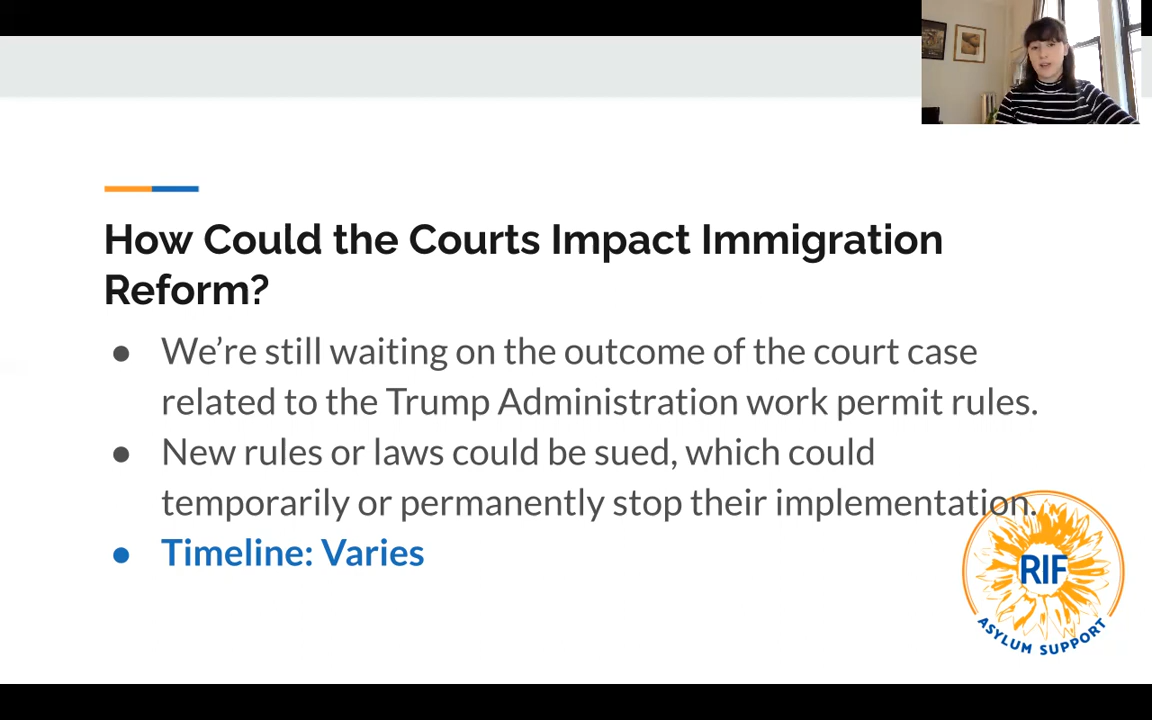 How Could the Courts Impact Immigration
Reform?
● We’re still waiting on the outcome of the court case
related to the Trump Administration work permit rules.
● New rules or laws could be sued, which could
temporarily or permanently stop their implementation.
● Timeline: Varies
RIF
ASYLUM SUPPORT